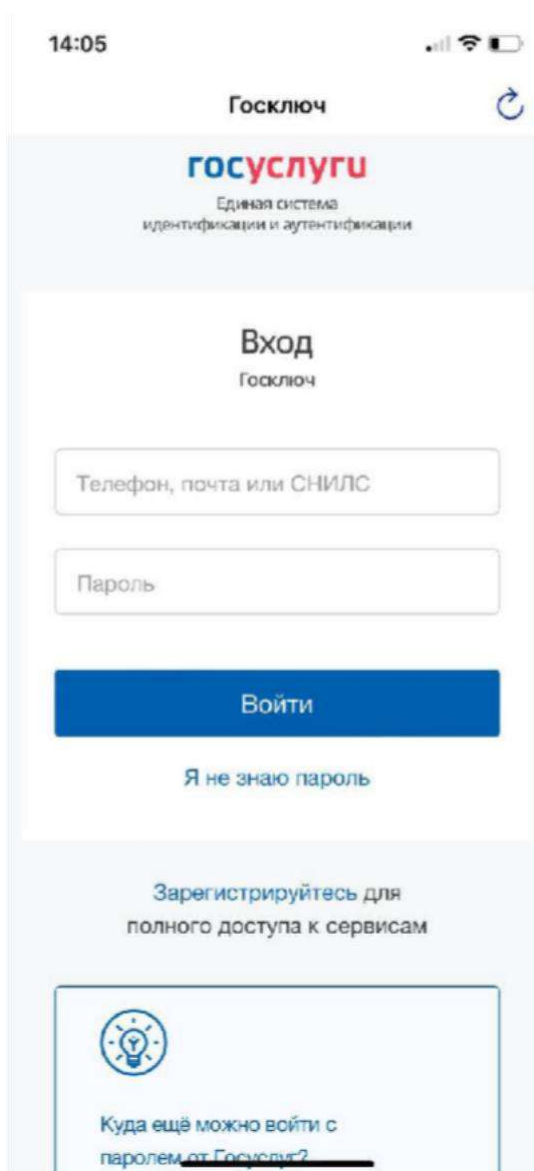 14:05
Госключ
госуслуги
Единая система
идентификации и аутентификации
Вход
Госключ
Телефон, почта или СНИЛС
Пароль
Войти
Я не знаю пароль
Зарегистрируйтесь для
полного доступа к сервисам
Куда ещё можно войти с
паролем от Госуслуг?